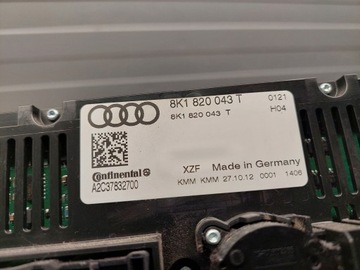 8K1 820 043 T 0121
8K1 820 043 T H04
Continental
A2C37832700
XZF Made in Germany
KMM KMM 27.10.12 0001 1406